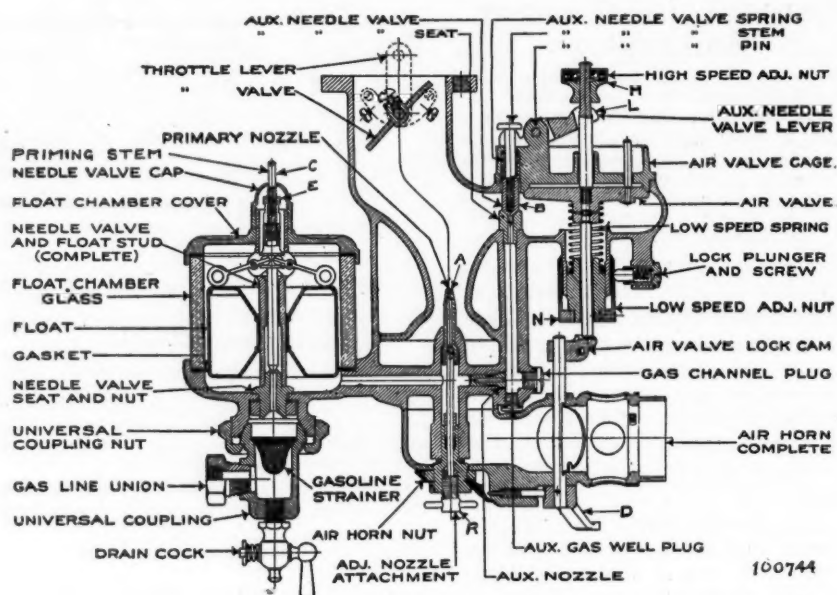 AUX. NEEDLE VALVE
" " " SEAT
AUX. NEEDLE VALVE SPRING
" " " STEM
" " " PIN
THROTTLE LEVER
" VALVE
PRIMARY NOZZLE
PRIMING STEM
NEEDLE VALVE CAP
FLOAT CHAMBER COVER
NEEDLE VALVE
AND FLOAT STUD
(COMPLETE)
FLOAT CHAMBER
GLASS
FLOAT
GASKET
NEEDLE VALVE
SEAT AND NUT
UNIVERSAL
COUPLING NUT
GAS LINE UNION
UNIVERSAL COUPLING
DRAIN COCK
C
E
A
B
GASOLINE
STRAINER
AIR HORN NUT
ADJ. NOZZLE
ATTACHMENT
R
AUX. NOZZLE
AUX. GAS WELL PLUG
HIGH SPEED ADJ. NUT
H
L
AUX. NEEDLE
VALVE LEVER
AIR VALVE CAGE.
AIR VALVE
LOW SPEED SPRING
LOCK PLUNGER
AND SCREW
LOW SPEED ADJ. NUT
N
AIR VALVE LOCK CAM
GAS CHANNEL PLUG
AIR HORN
COMPLETE
D
100744